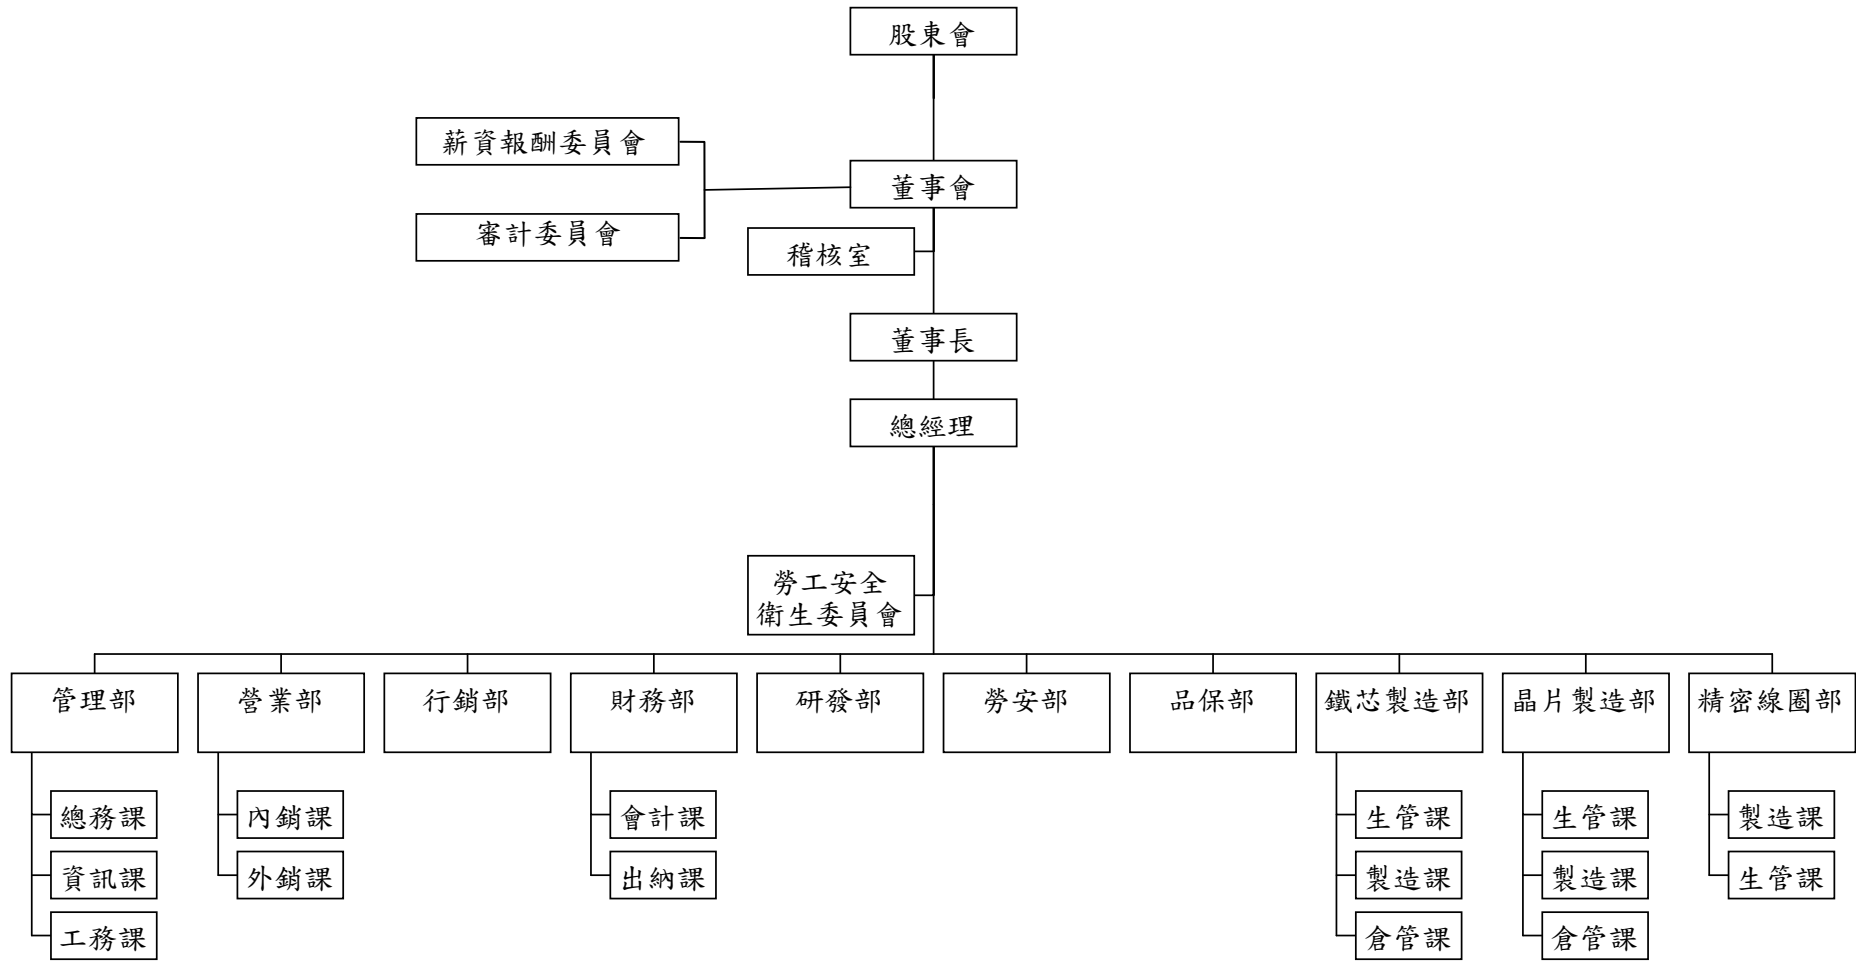 股東會
薪資報酬委員會
董事會
審計委員會
稽核室
董事長
總經理
勞工安全
衛生委員會
管理部
營業部
行銷部
財務部
研發部
勞安部
品保部
鐵芯製造部
晶片製造部
精密線圈部
總務課
內銷課
會計課
生管課
生管課
製造課
資訊課
外銷課
出納課
製造課
製造課
生管課
工務課
倉管課
倉管課